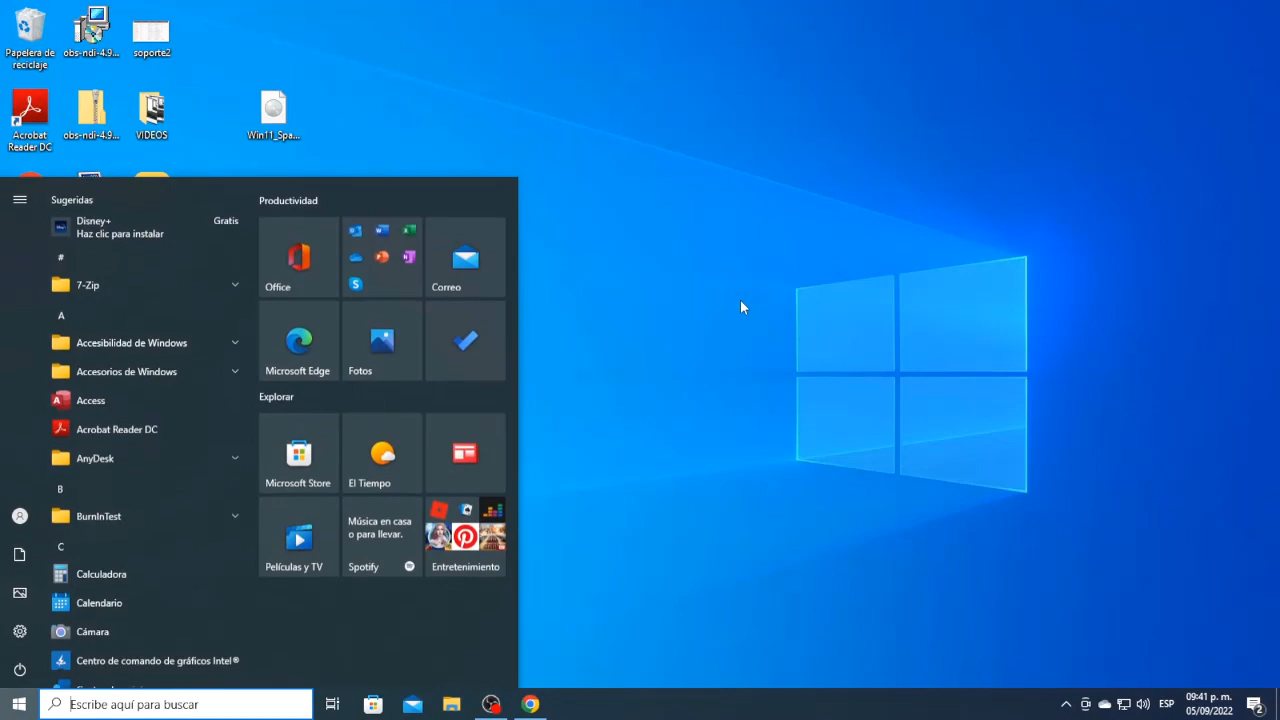 Papelera de
reciclaje
obs-ndi-4.9...
soporte2
Acrobat
Reader DC
obs-ndi-4.9...
VIDEOS
Win11_Spa...
Sugeridas
Disney+
Gratis
Haz clic para instalar
#
7-Zip
A
Accesibilidad de Windows
Accesorios de Windows
Access
Acrobat Reader DC
AnyDesk
B
BurnInTest
C
Calculadora
Calendario
Cámara
Centro de comando de gráficos Intel®
Productividad
Office
Correo
Microsoft Edge
Fotos
Explorar
Microsoft Store
El Tiempo
Películas y TV
Música en casa
o para llevar.
Spotify
Entretenimiento
Escribe aquí para buscar
ESP
09:41 p. m.
05/09/2022
2